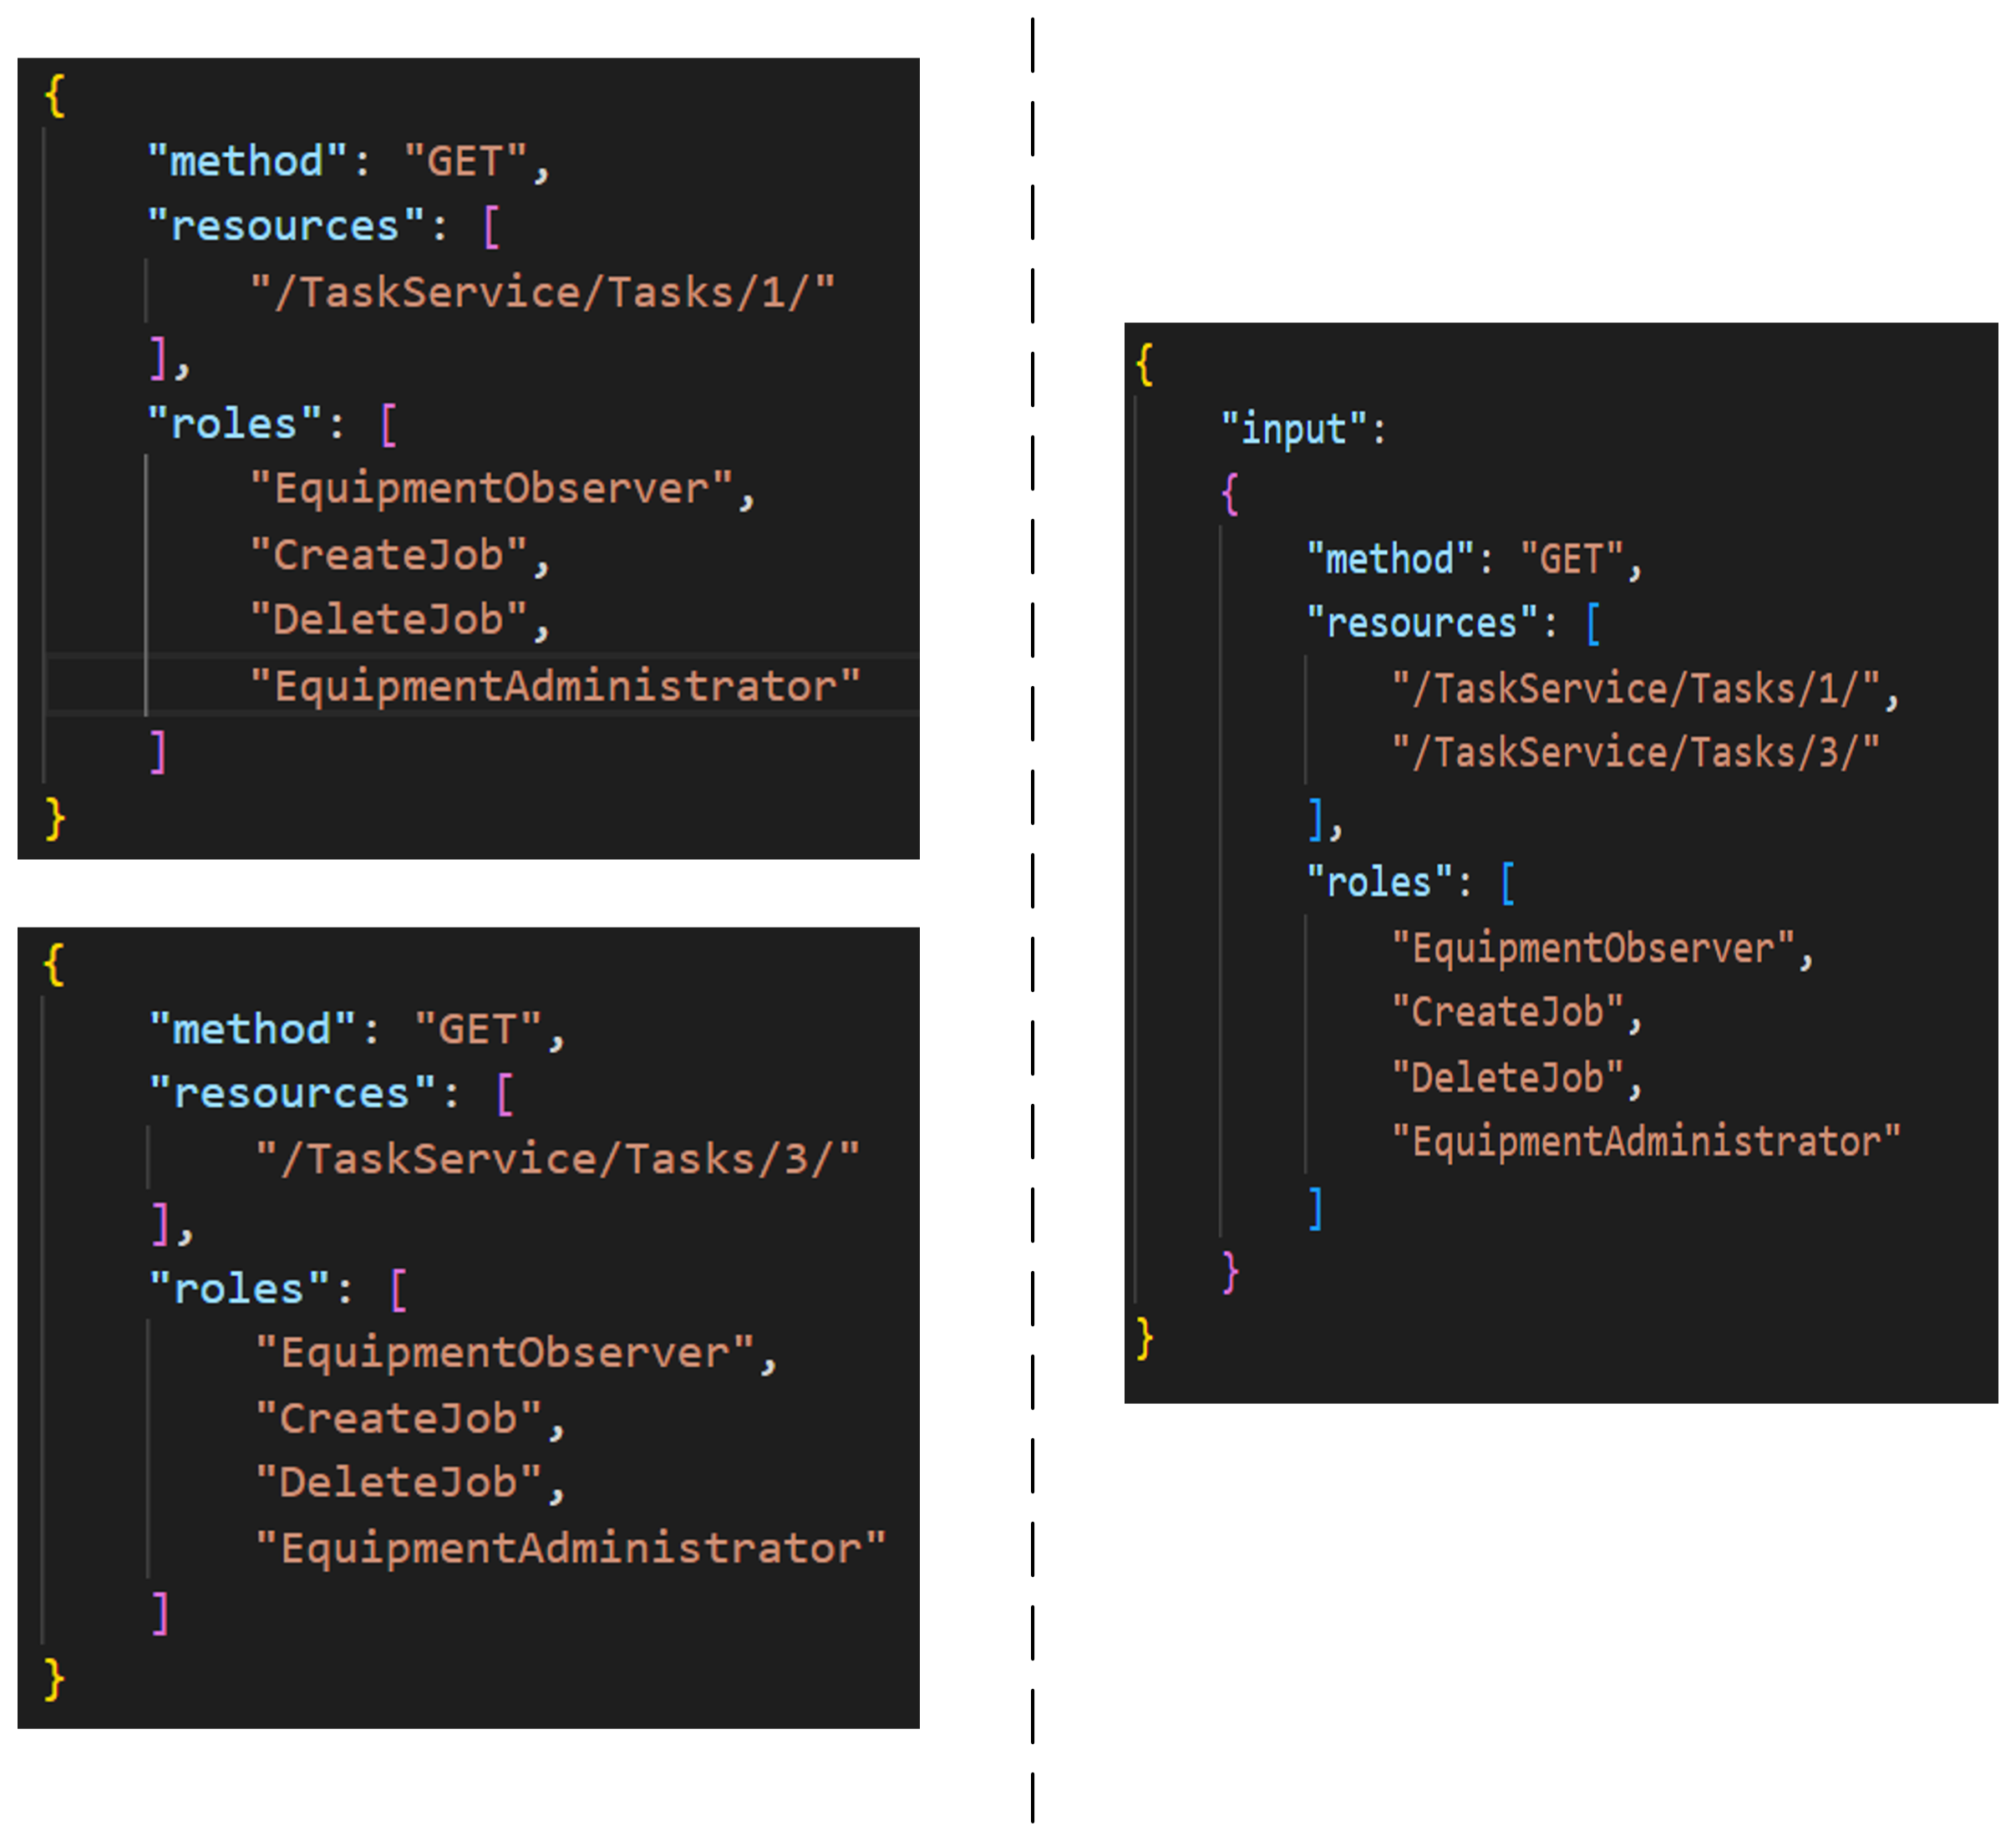 {
"method": "GET",
"resources": [
"/TaskService/Tasks/1/"
],
"roles": [
"EquipmentObserver",
"CreateJob",
"DeleteJob",
"EquipmentAdministrator"
]
}
{
"method": "GET",
"resources": [
"/TaskService/Tasks/3/"
],
"roles": [
"EquipmentObserver",
"CreateJob",
"DeleteJob",
"EquipmentAdministrator"
]
}
{
"input":
{
"method": "GET",
"resources": [
"/TaskService/Tasks/1/",
"/TaskService/Tasks/3/"
],
"roles": [
"EquipmentObserver",
"CreateJob",
"DeleteJob",
"EquipmentAdministrator"
]
}
}